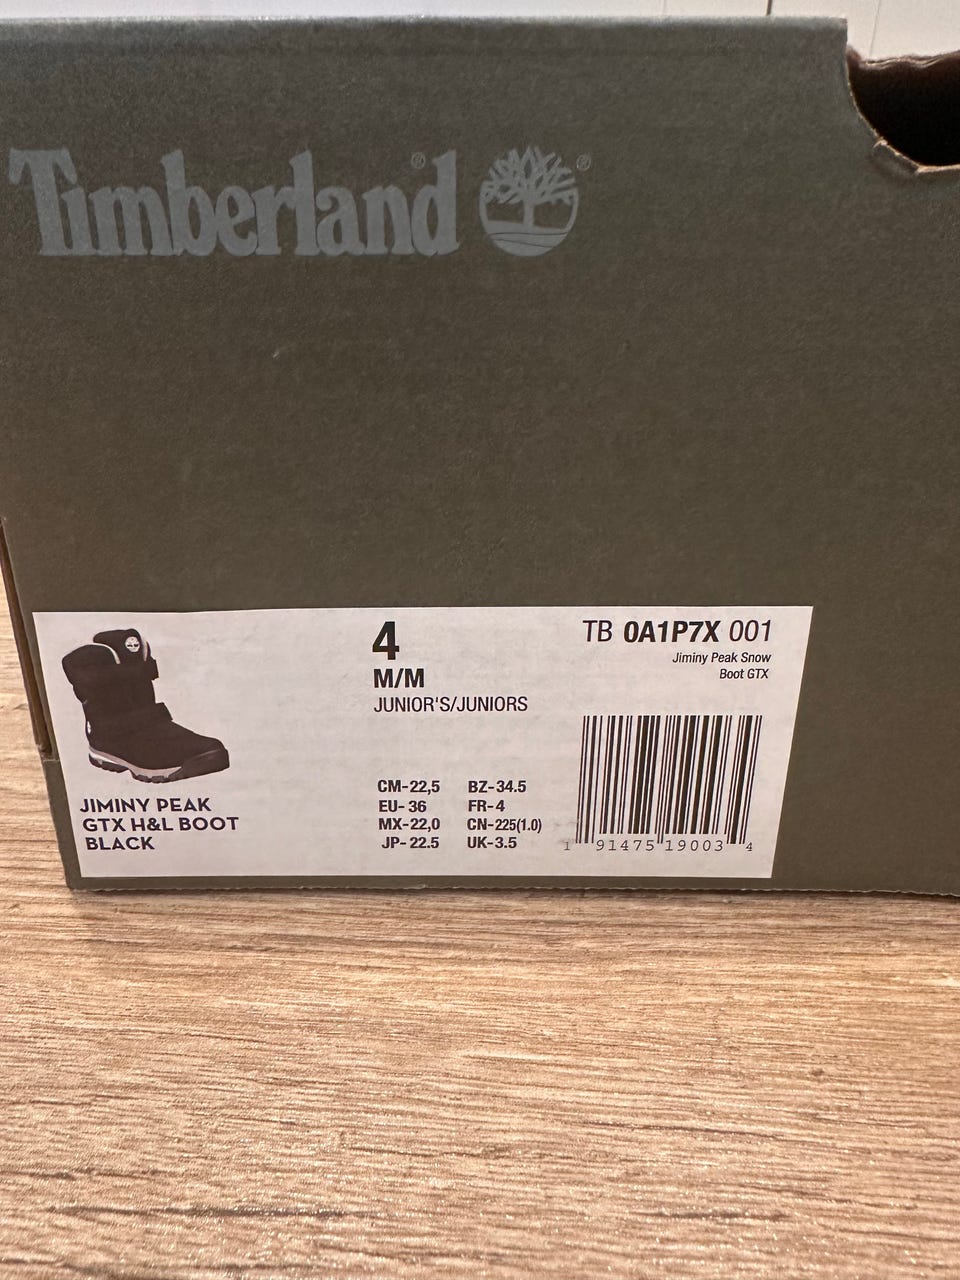 Timberland® ®
4
M/M
JUNIOR'S/JUNIORS
TB 0A1P7X 001
Jiminy Peak Snow
Boot GTX
JIMINY PEAK
GTX H&L BOOT
BLACK
CM-22,5 BZ-34.5
EU-36 FR-4
MX-22,0 CN-225(1.0)
JP-22.5 UK-3.5
1 91475 19003 4